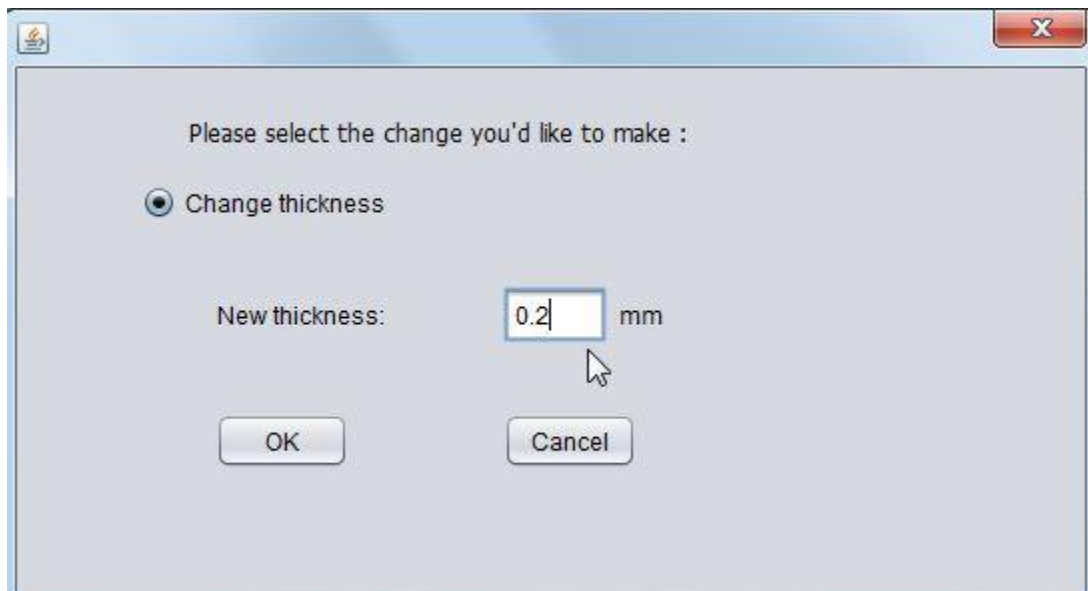 Please select the change you'd like to make :
Change thickness
New thickness: 0.2 mm
OK Cancel